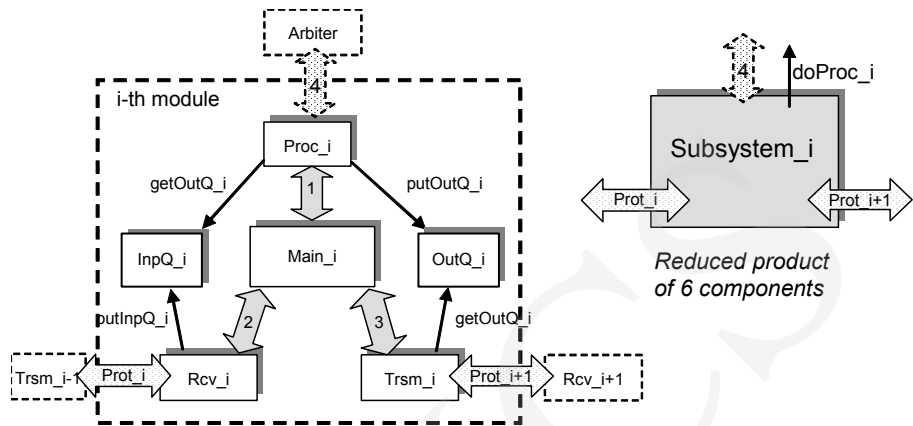 Arbiter
4
i-th module
Proc_i
getOutQ_i
putOutQ_i
1
InpQ_i
Main_i
OutQ_i
putInpQ_i
2
3
getOutQ_i
Trsm_i-1
Prot_i
Rcv_i
Trsm_i
Prot_i+1
Rcv_i+1
4
doProc_i
Subsystem_i
Prot_i
Prot_i+1
Reduced product
of 6 components